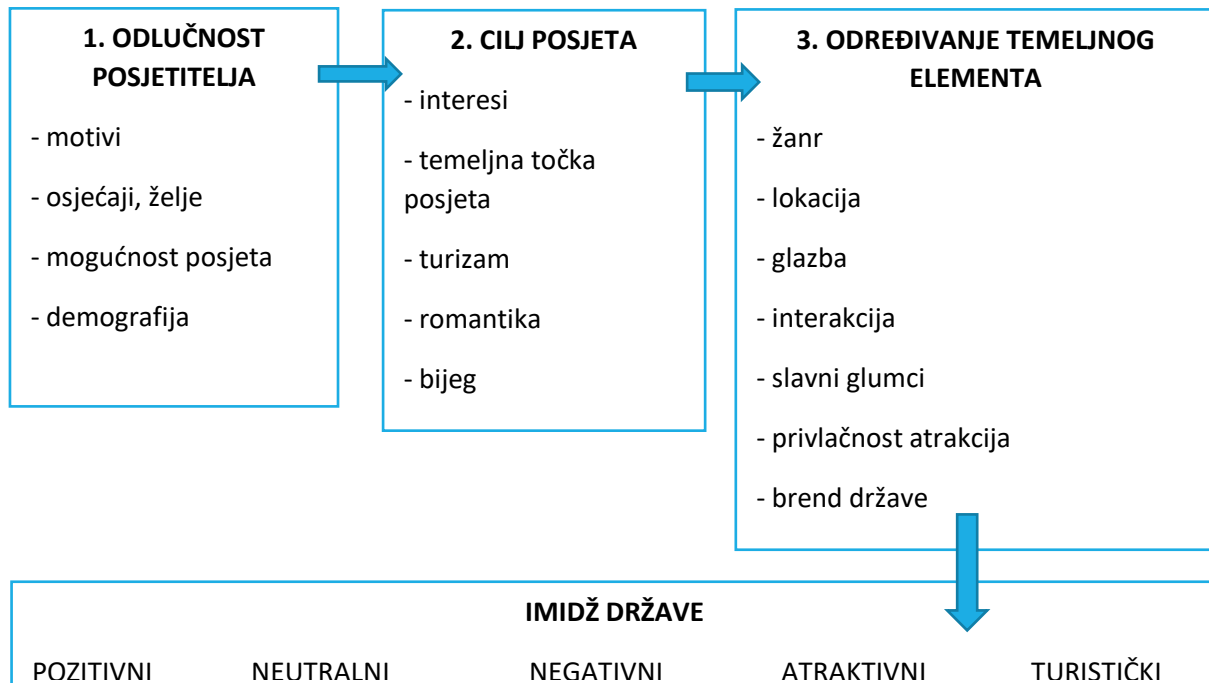 1. ODLUČNOST
POSJETITELJA
- motivi
- osjećaji, želje
- mogućnost posjeta
- demografija
2. CILJ POSJETA
- interesi
- temeljna točka
posjeta
- turizam
- romantika
- bijeg
3. ODREĐIVANJE TEMELJNOG
ELEMENTA
- žanr
- lokacija
- glazba
- interakcija
- slavni glumci
- privlačnost atrakcija
- brend države
IMIDŽ DRŽAVE
POZITIVNI NEUTRALNI NEGATIVNI ATRAKTIVNI TURISTIČKI